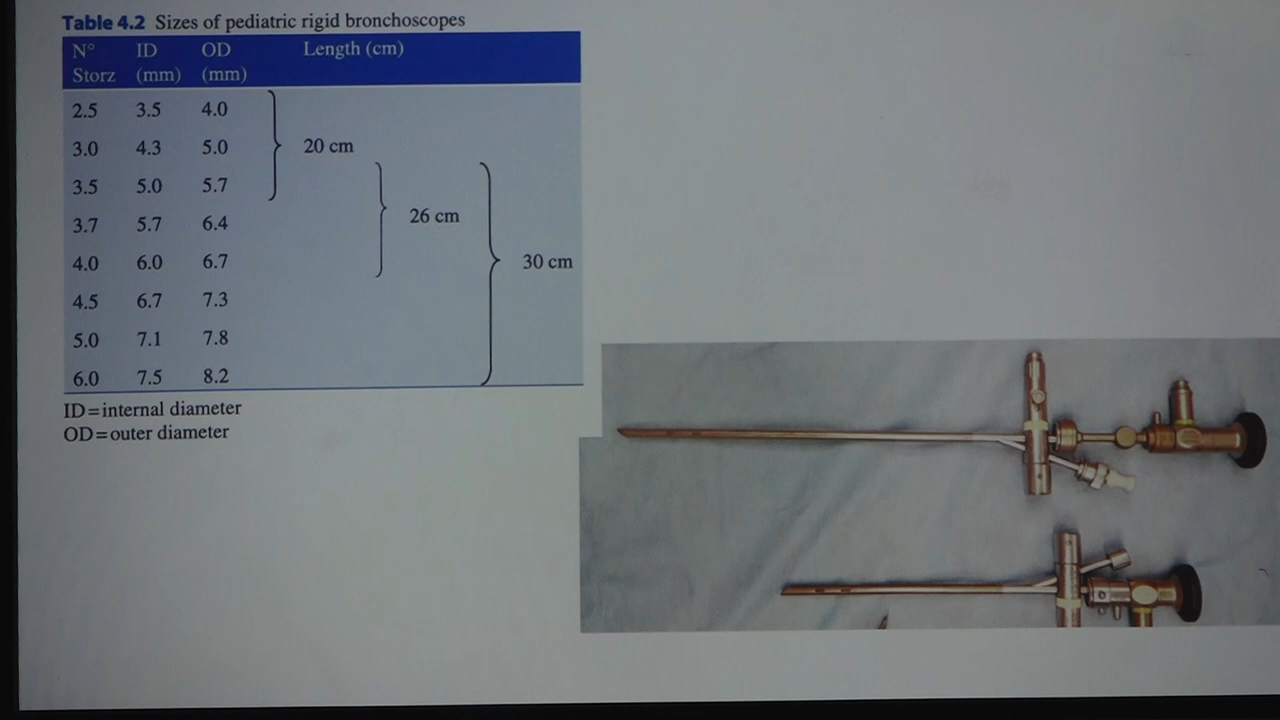 Table 4.2 Sizes of pediatric rigid bronchoscopes
N° ID OD Length (cm)
Storz (mm) (mm)
2.5 3.5 4.0
3.0 4.3 5.0 20 cm
3.5 5.0 5.7
3.7 5.7 6.4 26 cm
4.0 6.0 6.7 30 cm
4.5 6.7 7.3
5.0 7.1 7.8
6.0 7.5 8.2
ID=internal diameter
OD=outer diameter